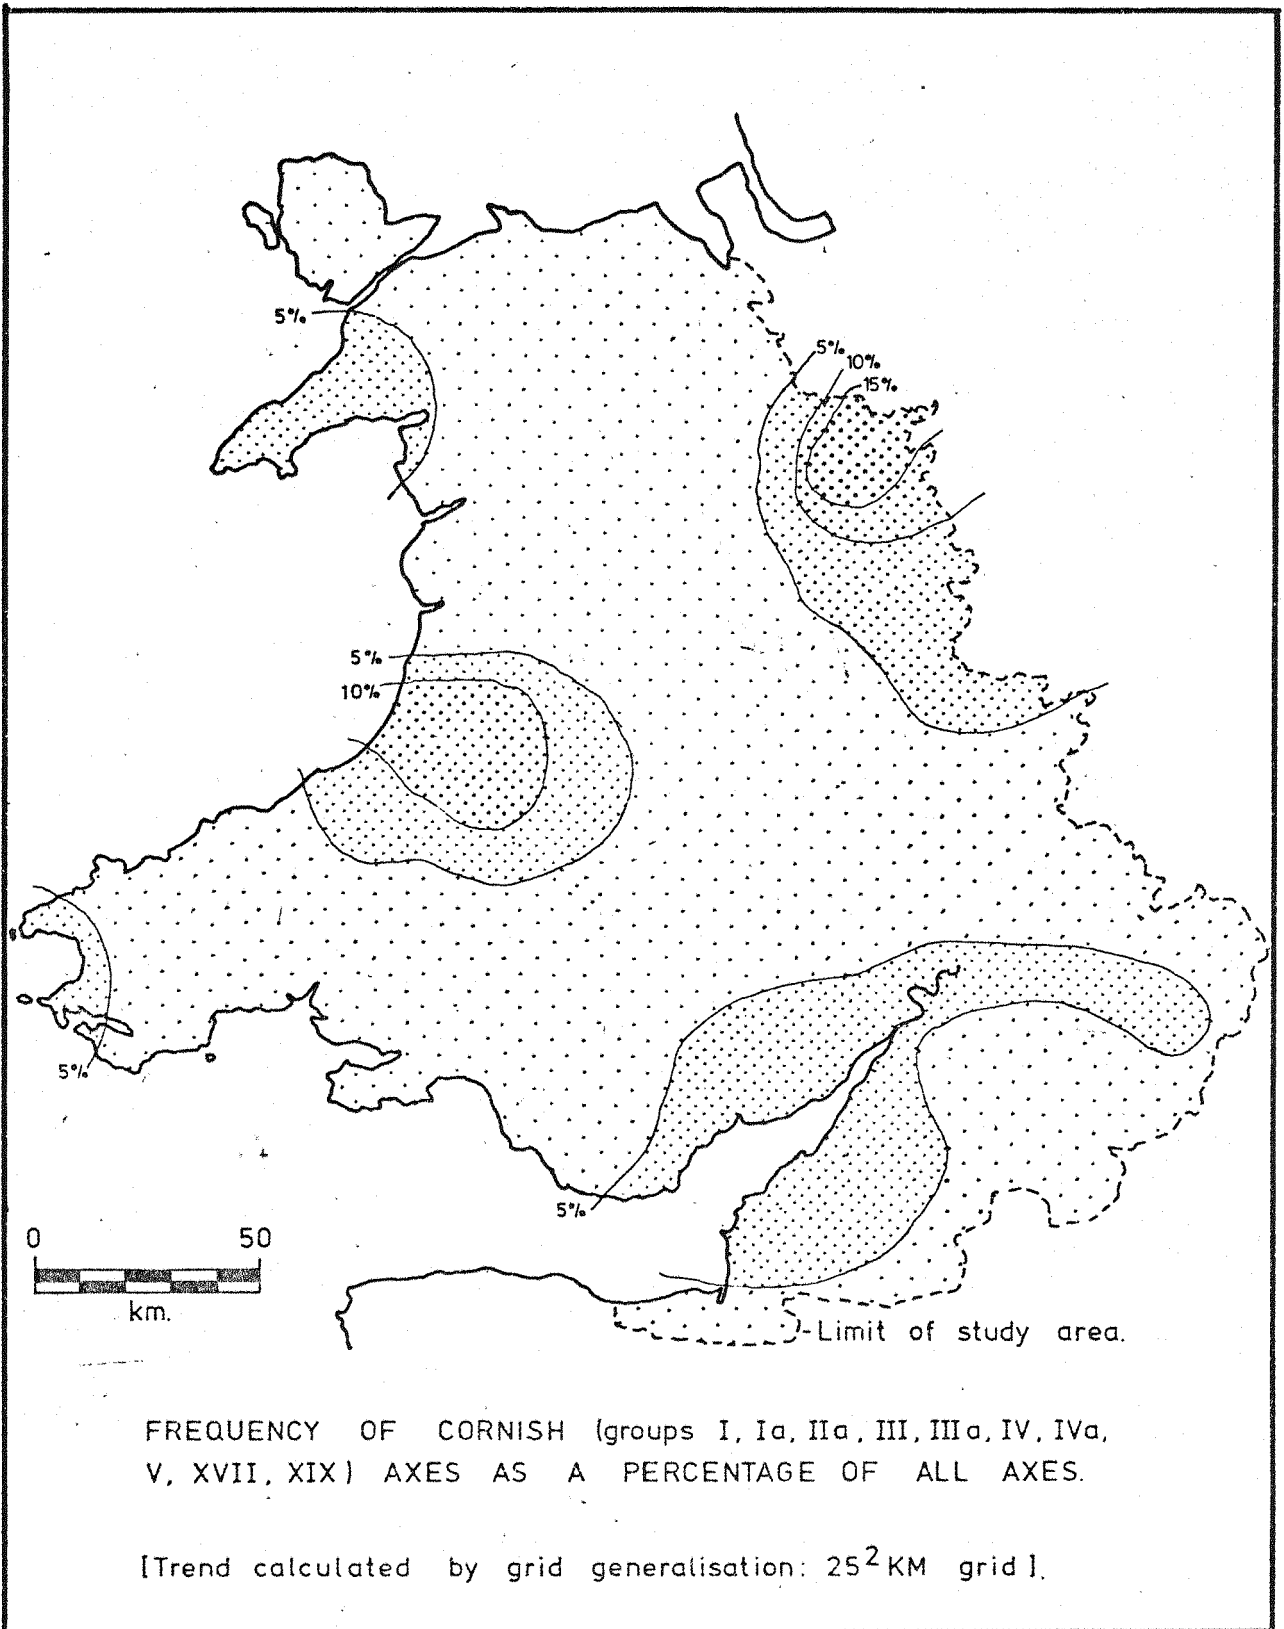 5%
5%
10%
15%
5%
10%
5%
5%
0 50
km.
-Limit of study area.
FREQUENCY OF CORNISH (groups I, Ia, IIa, III, IIIa, IV, IVa,
V, XVII, XIX) AXES AS A PERCENTAGE OF ALL AXES.
[Trend calculated by grid generalisation: 25² KM grid].